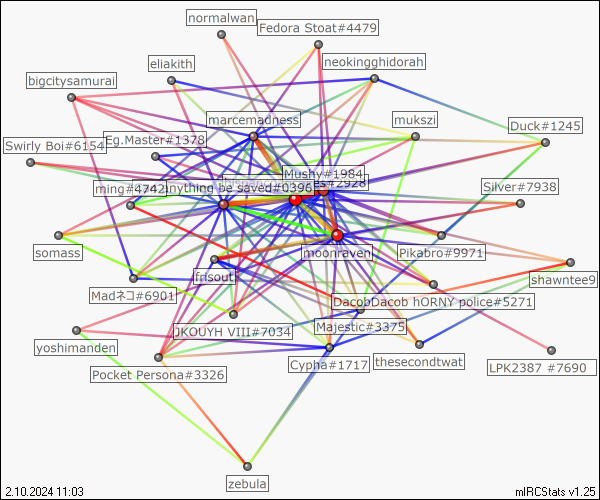 normalwan
Fedora Stoat#4479
neokingghidorah
eliakith
bigcitysamurai
marcemadness
mukszi
Duck#1245
Eg.Master#1378
Swirly Boi#6154
Mushy#1984
#2928
ming#4742
anything be saved#0396
Silver#7938
somass
moonraven
Pikabro#9971
frisout
shawntee9
Madネコ#6901
DacobDacob hORNY police#5271
JKOUYH VIII#7034
Majestic#3375
yoshimanden
Cypha#1717
thesecondtwat
LPK2387 #7690
Pocket Persona#3326
zebula
2.10.2024 11:03
mIRCStats v1.25